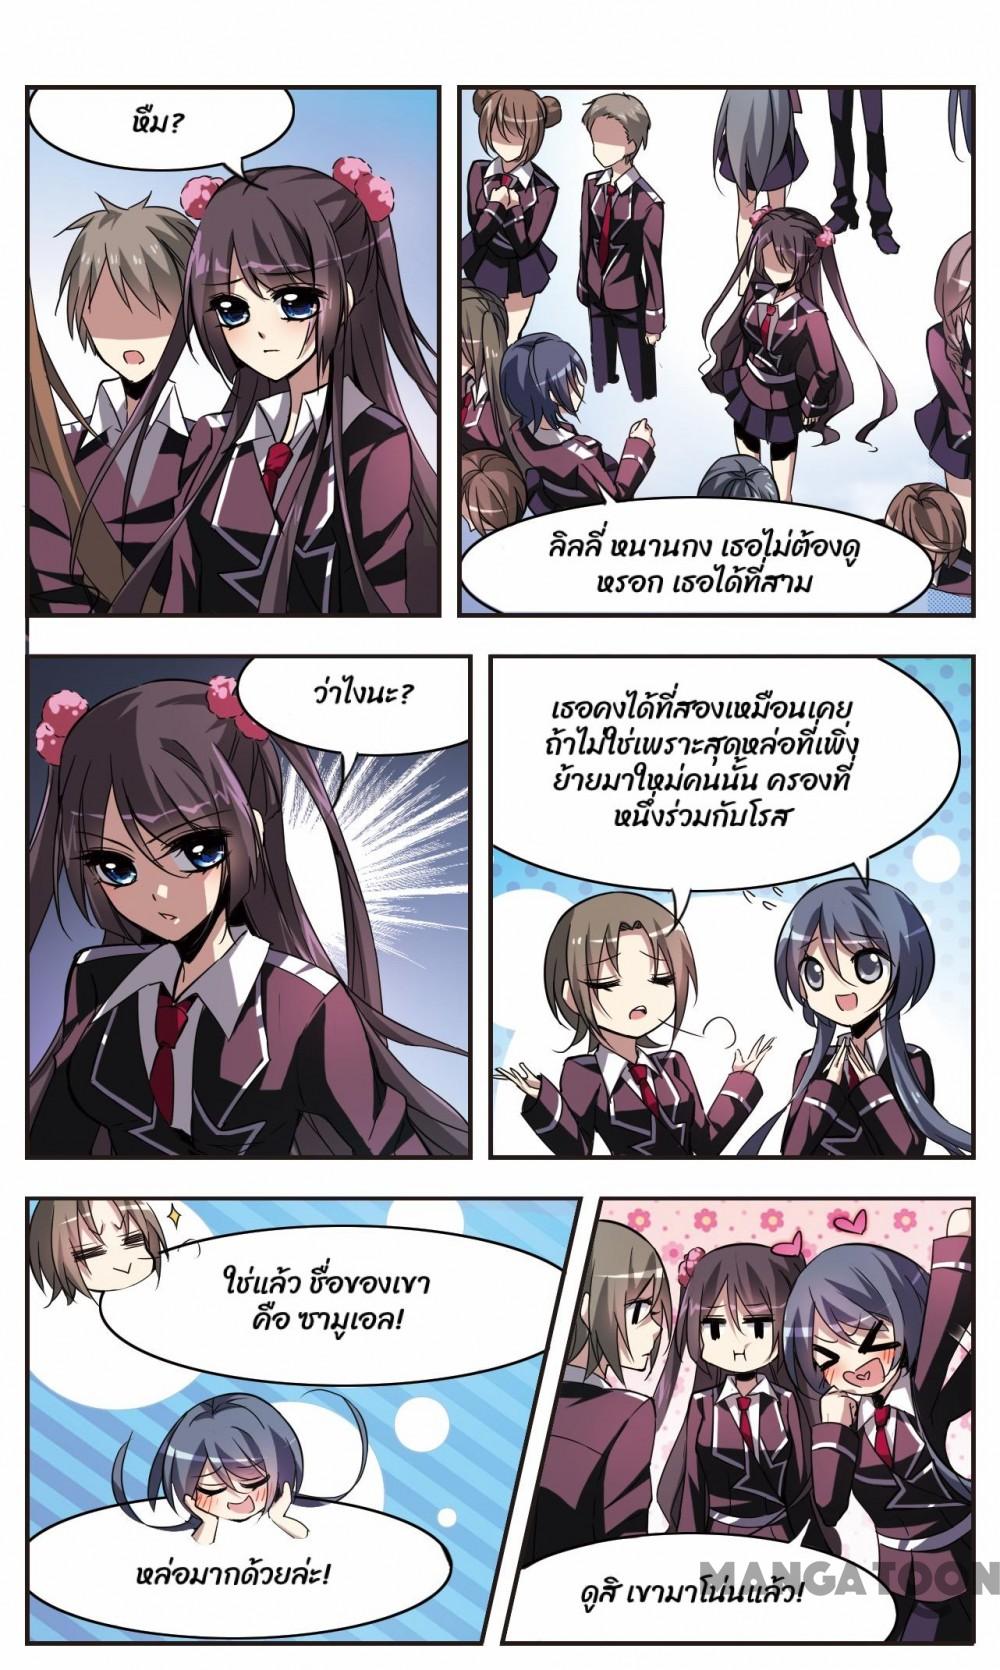 หืม?
ลิลลี่ หนานกง เธอไม่ต้องดู
หรอก เธอได้ที่สาม
ว่าไงนะ?
เธอคงได้ที่สองเหมือนเคย
ถ้าไม่ใช่เพราะสุดหล่อที่เพิ่ง
ย้ายมาใหม่คนนั้น ครองที่
หนึ่งร่วมกับโรส
ใช่แล้ว ชื่อของเขา
คือ ซามูเอล!
หล่อมากด้วยล่ะ!
ดูสิ เขามาโน่นแล้ว!
MANGATOON